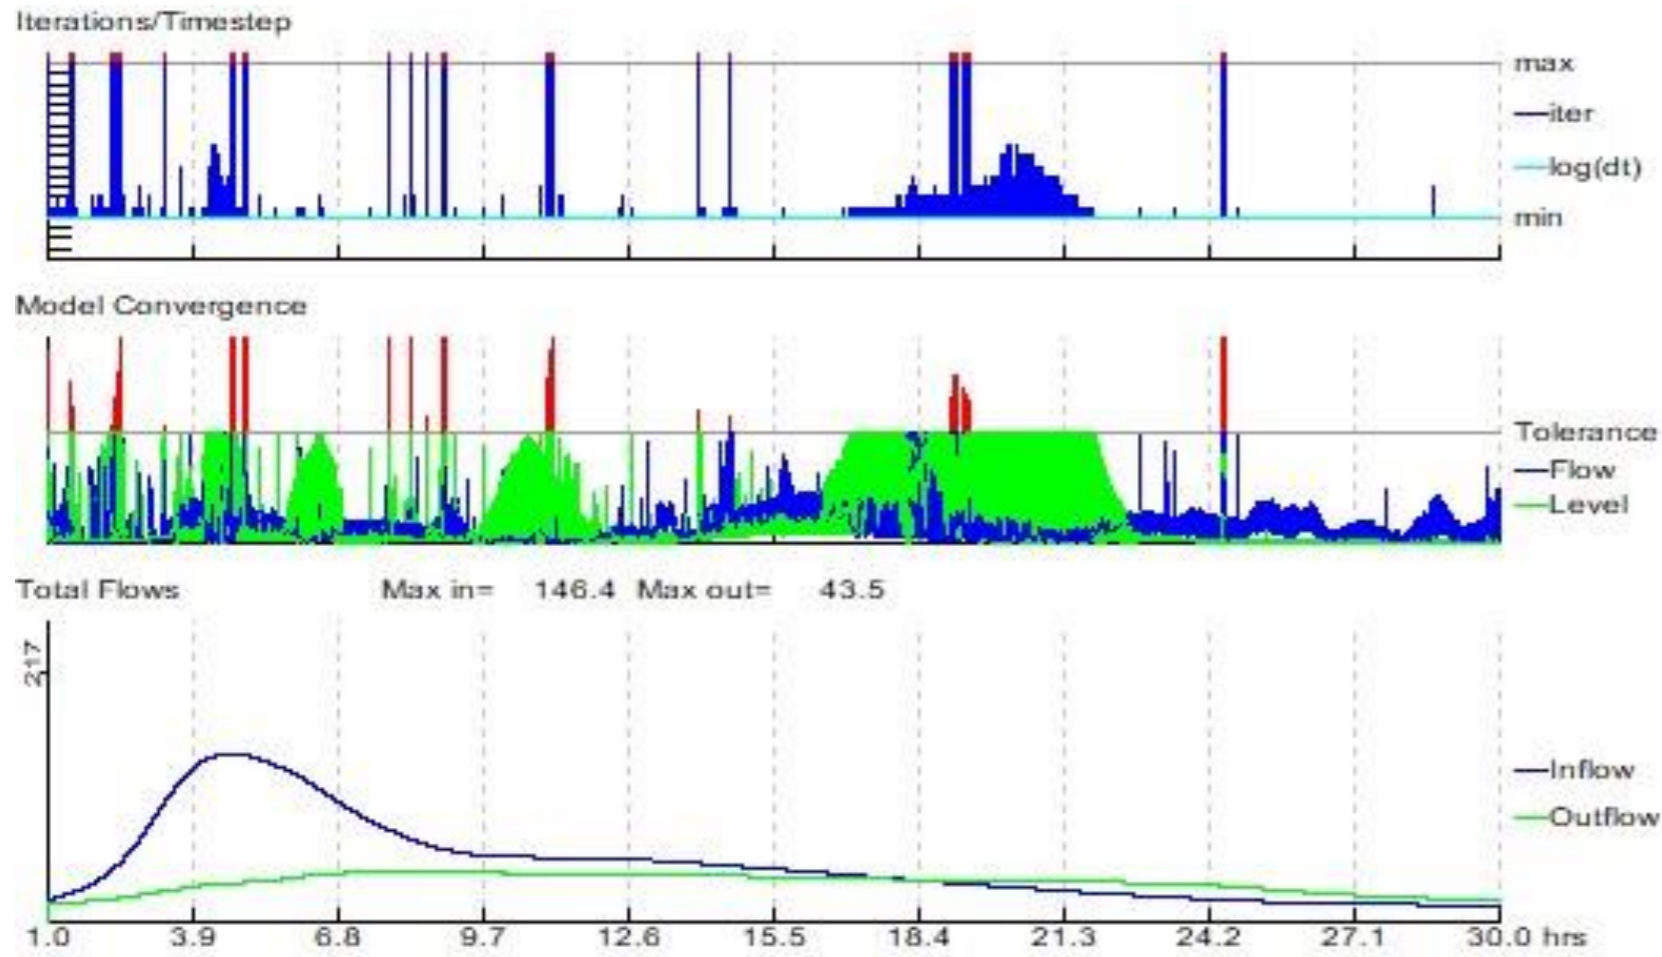 Iterations/Timestep
max
iter
log(dt)
min
Model Convergence
Tolerance
Flow
Level
Total Flows Max in= 146.4 Max out= 43.5
217
Inflow
Outflow
1.0 3.9 6.8 9.7 12.6 15.5 18.4 21.3 24.2 27.1 30.0 hrs